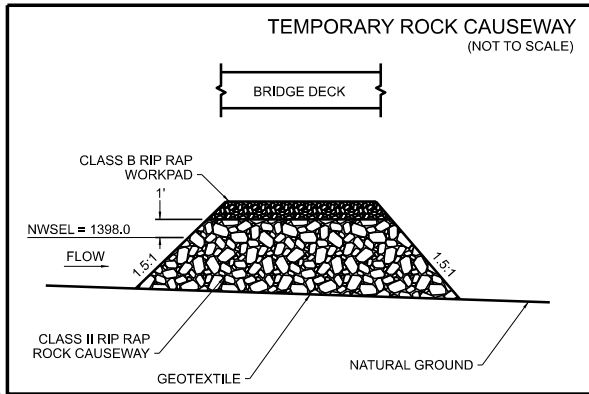 TEMPORARY ROCK CAUSEWAY
(NOT TO SCALE)
BRIDGE DECK
CLASS B RIP RAP
WORKPAD
1'
NWSEL = 1398.0
FLOW
1.5:1
1.5:1
CLASS II RIP RAP
ROCK CAUSEWAY
GEOTEXTILE
NATURAL GROUND